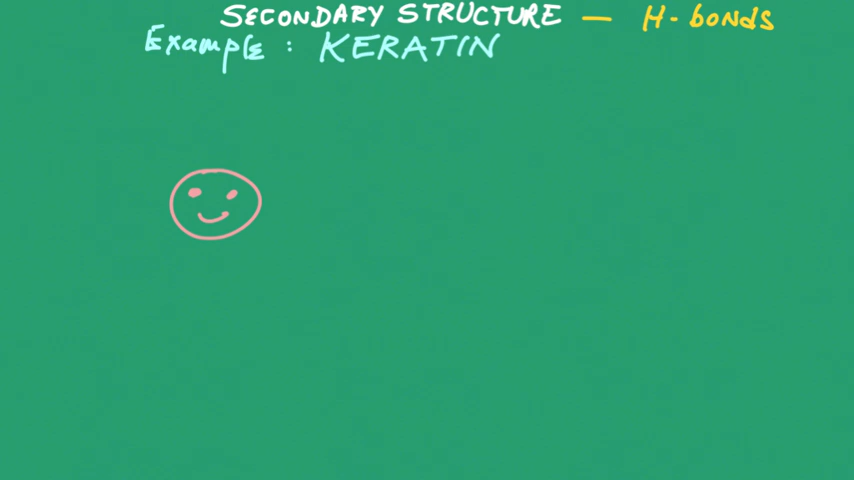 SECONDARY STRUCTURE — H-bonds
Example : KERATIN